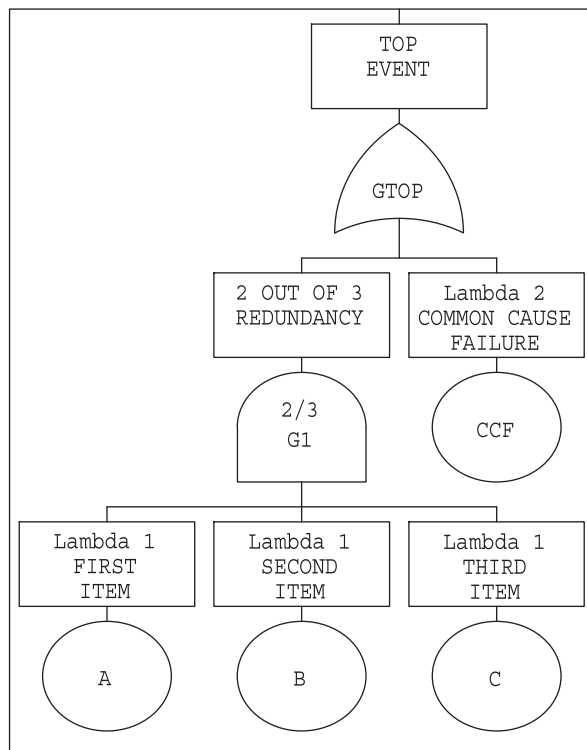 TOP
EVENT
GTOP
2 OUT OF 3
REDUNDANCY
Lambda 2
COMMON CAUSE
FAILURE
2/3
G1
CCF
Lambda 1
FIRST
ITEM
Lambda 1
SECOND
ITEM
Lambda 1
THIRD
ITEM
A
B
C